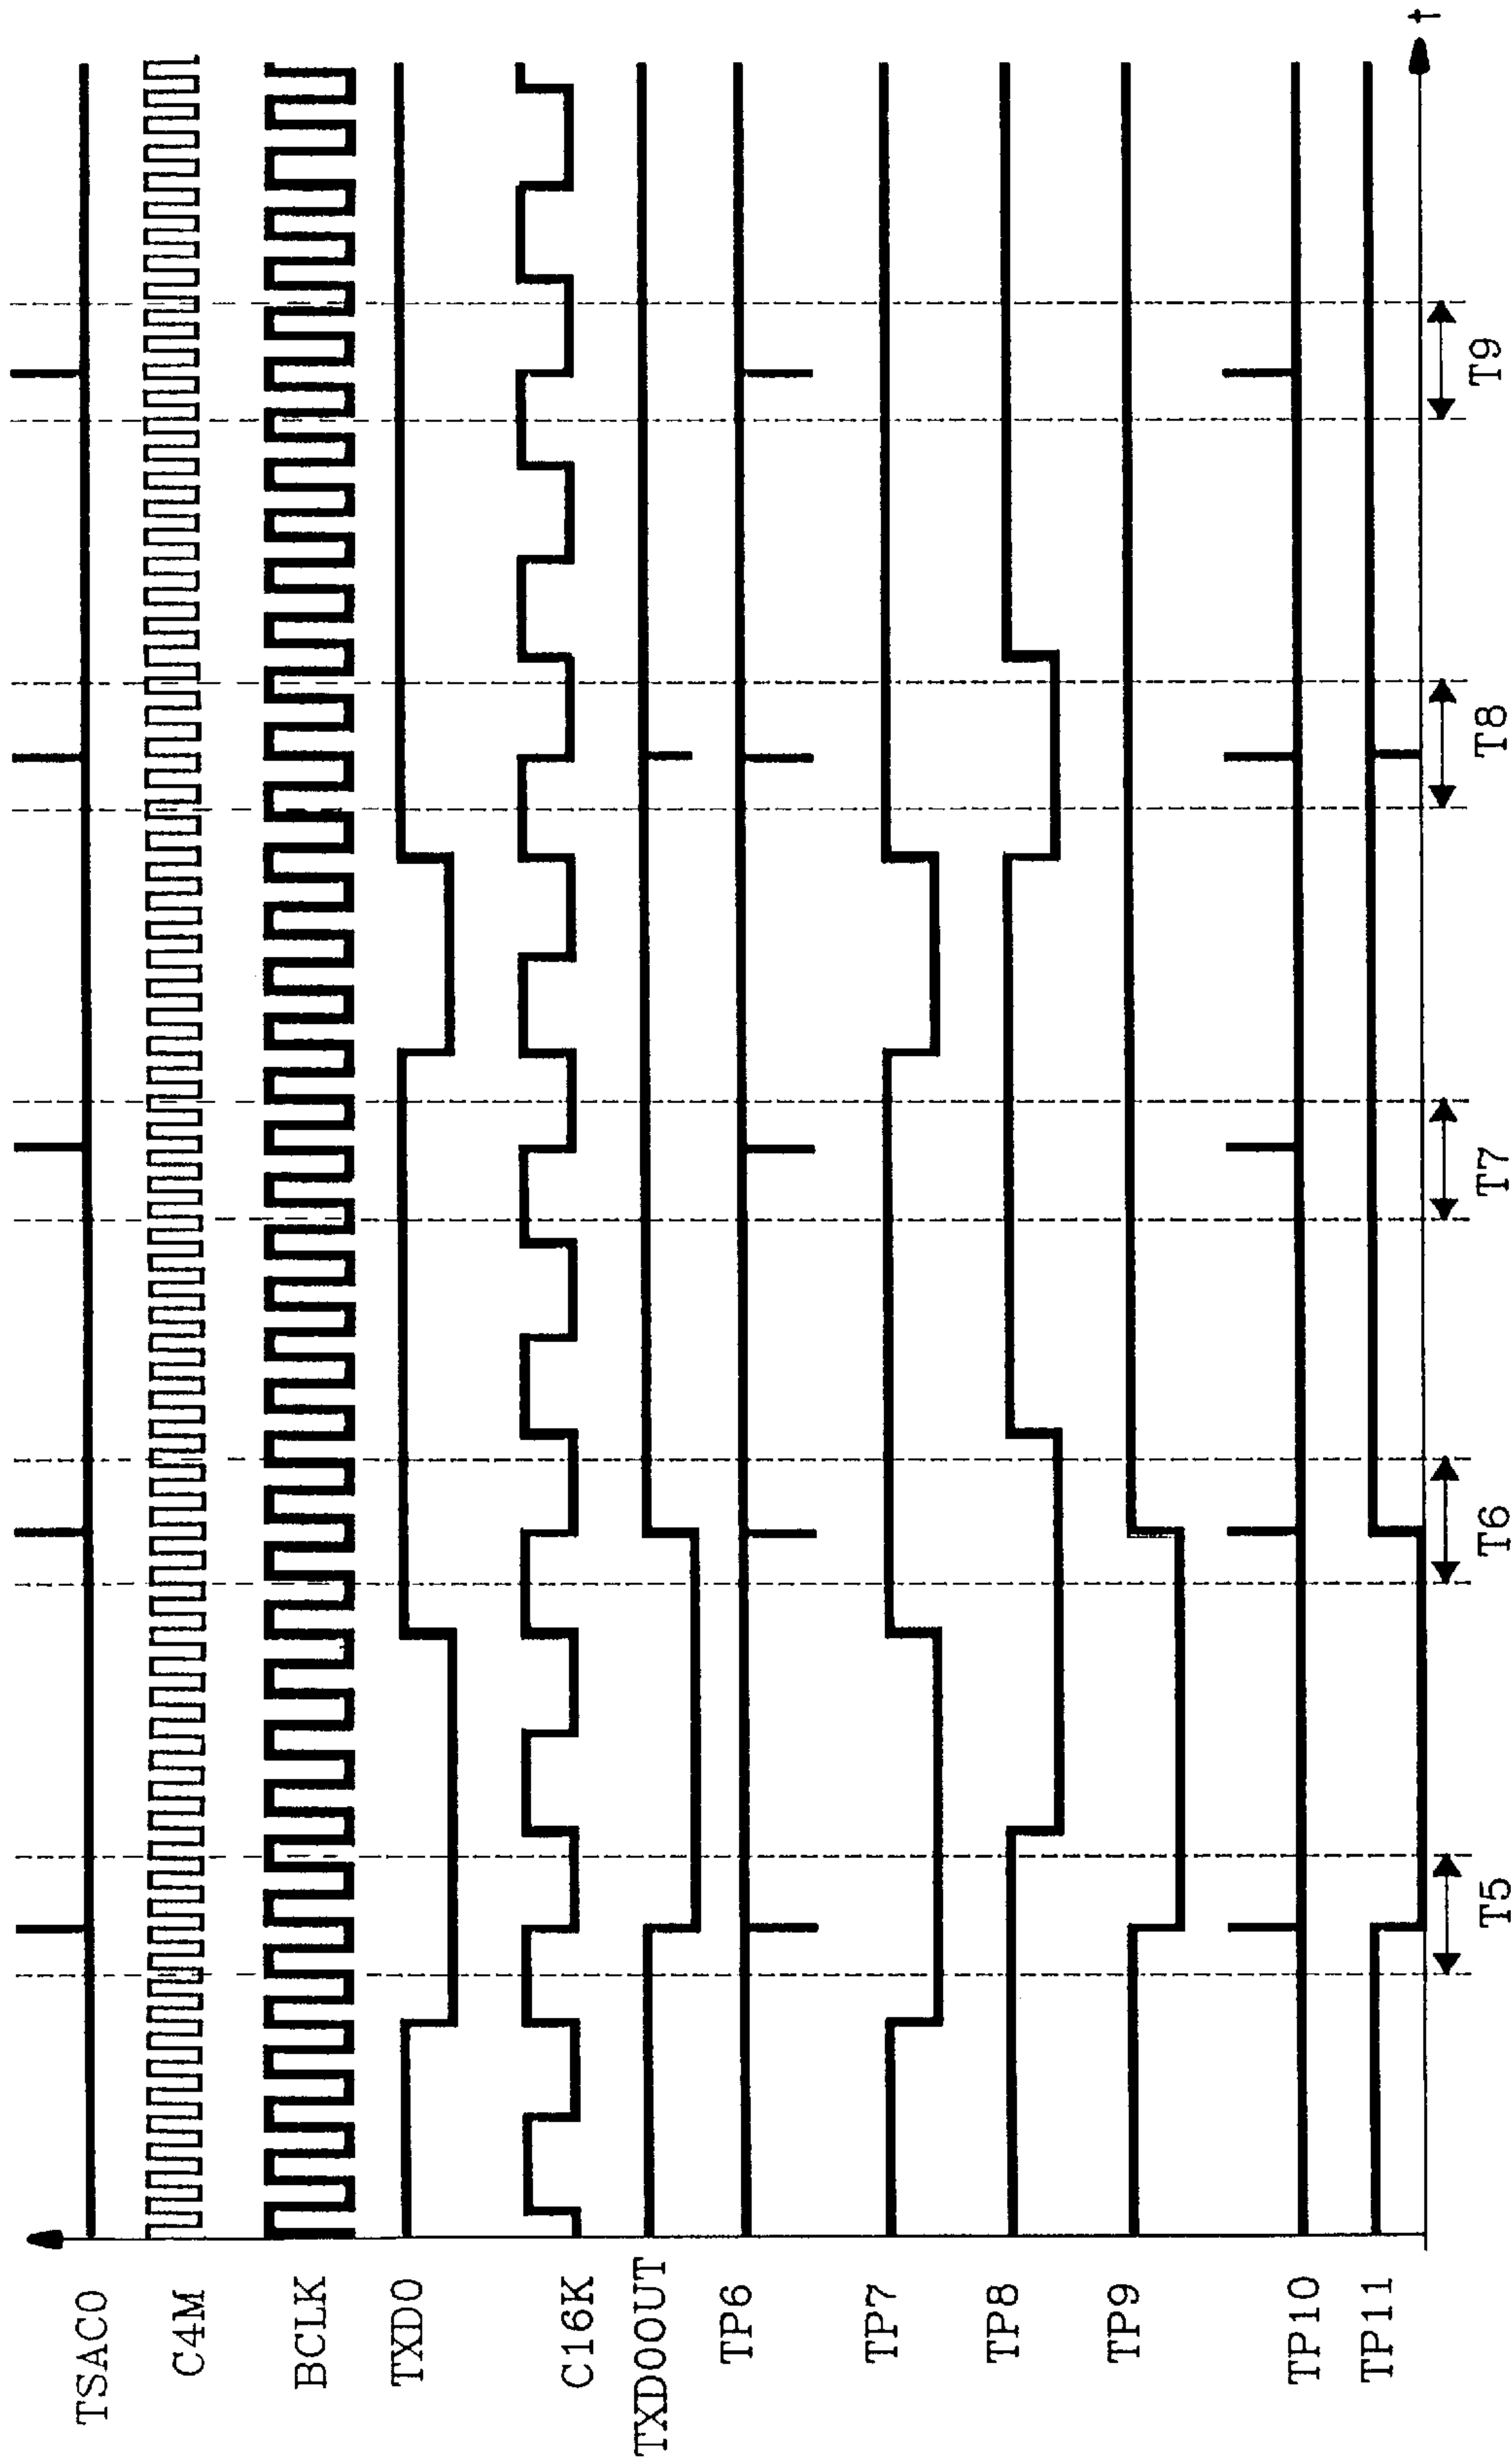 TSAC0
C4M
BCLK
TXD0
C16K
TXD0OUT
TP6
TP7
TP8
TP9
TP10
TP11
T5
T6
T7
T8
T9
t